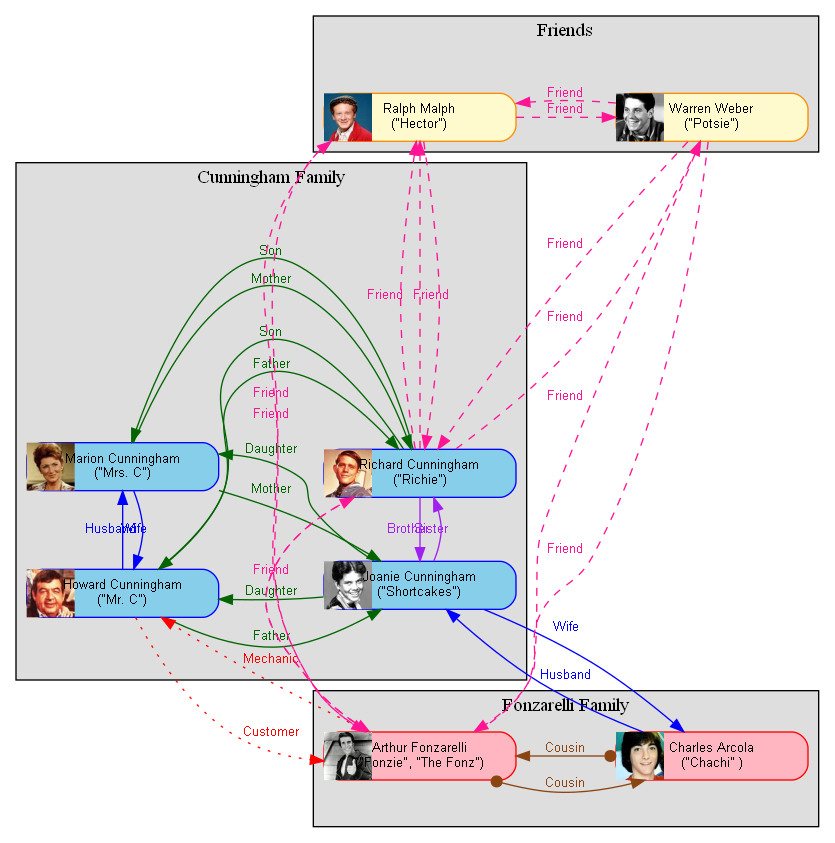 Friends
Friend
Friend
Ralph Malph
("Hector")
Warren Weber
("Potsie")
Cunningham Family
Son
Mother
Friend
Friend
Friend
Friend
Son
Father
Friend
Friend
Friend
Daughter
Mother
Marion Cunningham
("Mrs. C")
Richard Cunningham
("Richie")
Husband
Wife
Brother
Sister
Friend
Friend
Howard Cunningham
("Mr. C")
Daughter
Joanie Cunningham
("Shortcakes")
Father
Wife
Mechanic
Husband
Customer
Fonzarelli Family
Arthur Fonzarelli
("Fonzie", "The Fonz")
Cousin
Cousin
Charles Arcola
("Chachi" )